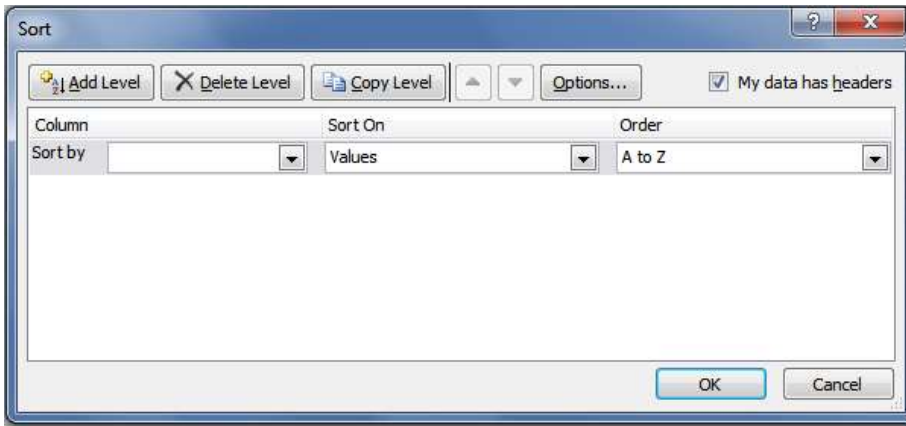 Sort
Add Level Delete Level Copy Level Options... My data has headers
Column Sort On Order
Sort by Values A to Z
OK Cancel